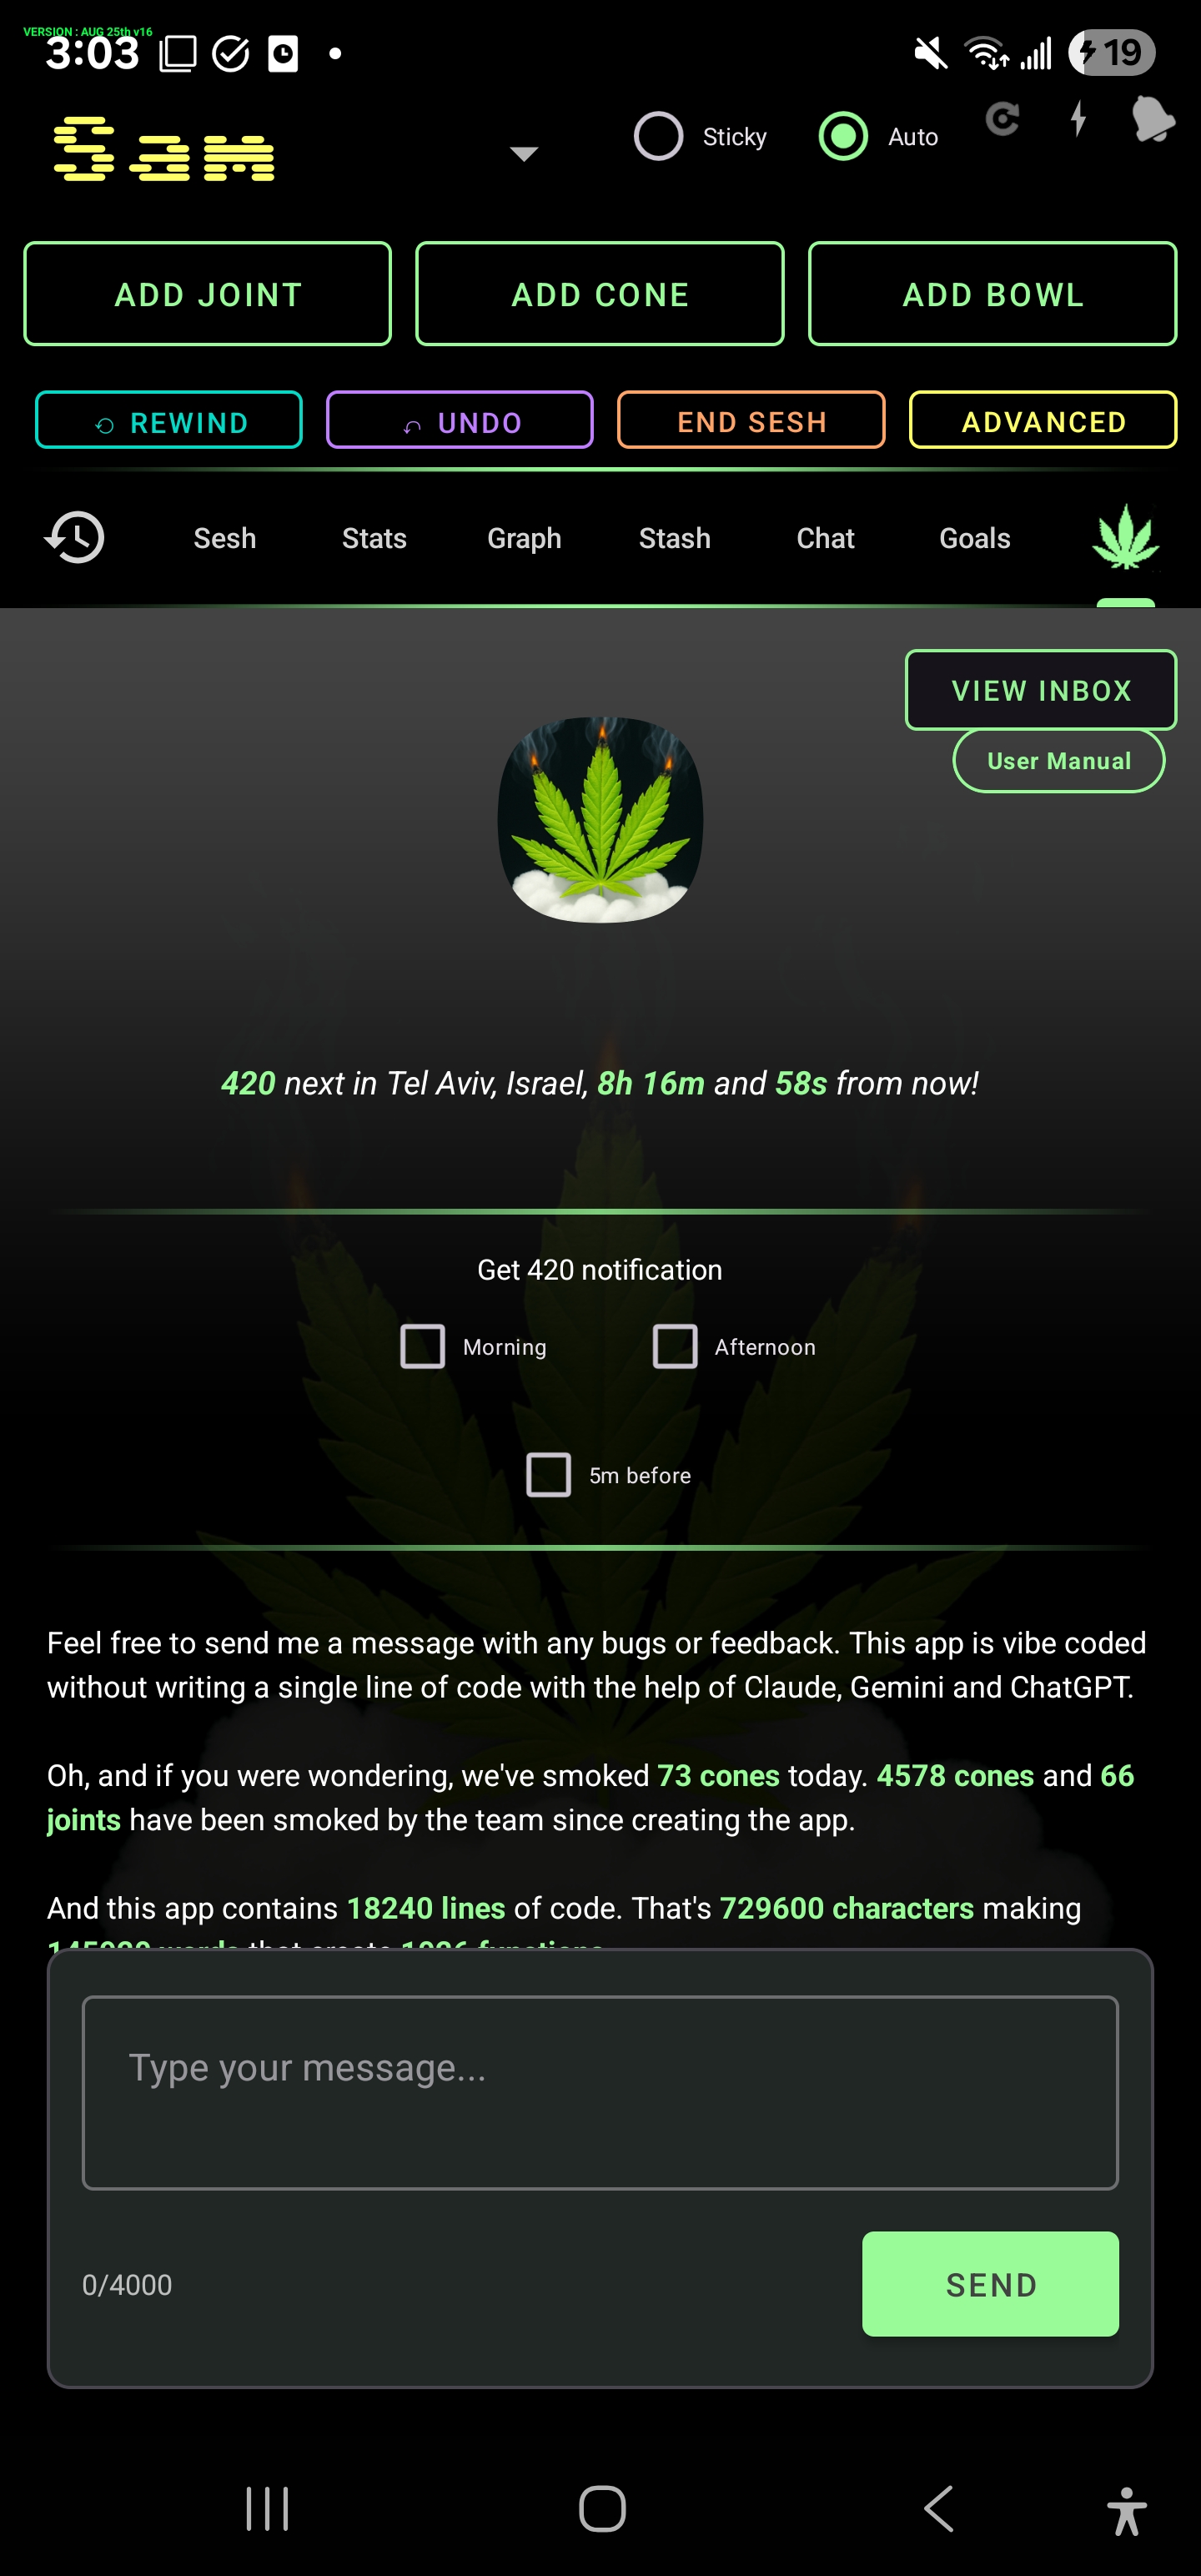 VERSION : AUG 25th v16
3:03
19
Sam
Sticky
Auto
ADD JOINT
ADD CONE
ADD BOWL
REWIND
UNDO
END SESH
ADVANCED
Sesh
Stats
Graph
Stash
Chat
Goals
VIEW INBOX
User Manual
420 next in Tel Aviv, Israel, 8h 16m and 58s from now!
Get 420 notification
Morning
Afternoon
5m before
Feel free to send me a message with any bugs or feedback. This app is vibe coded
without writing a single line of code with the help of Claude, Gemini and ChatGPT.
Oh, and if you were wondering, we've smoked 73 cones today. 4578 cones and 66
joints have been smoked by the team since creating the app.
And this app contains 18240 lines of code. That's 729600 characters making
words that create functions
Type your message...
0/4000
SEND